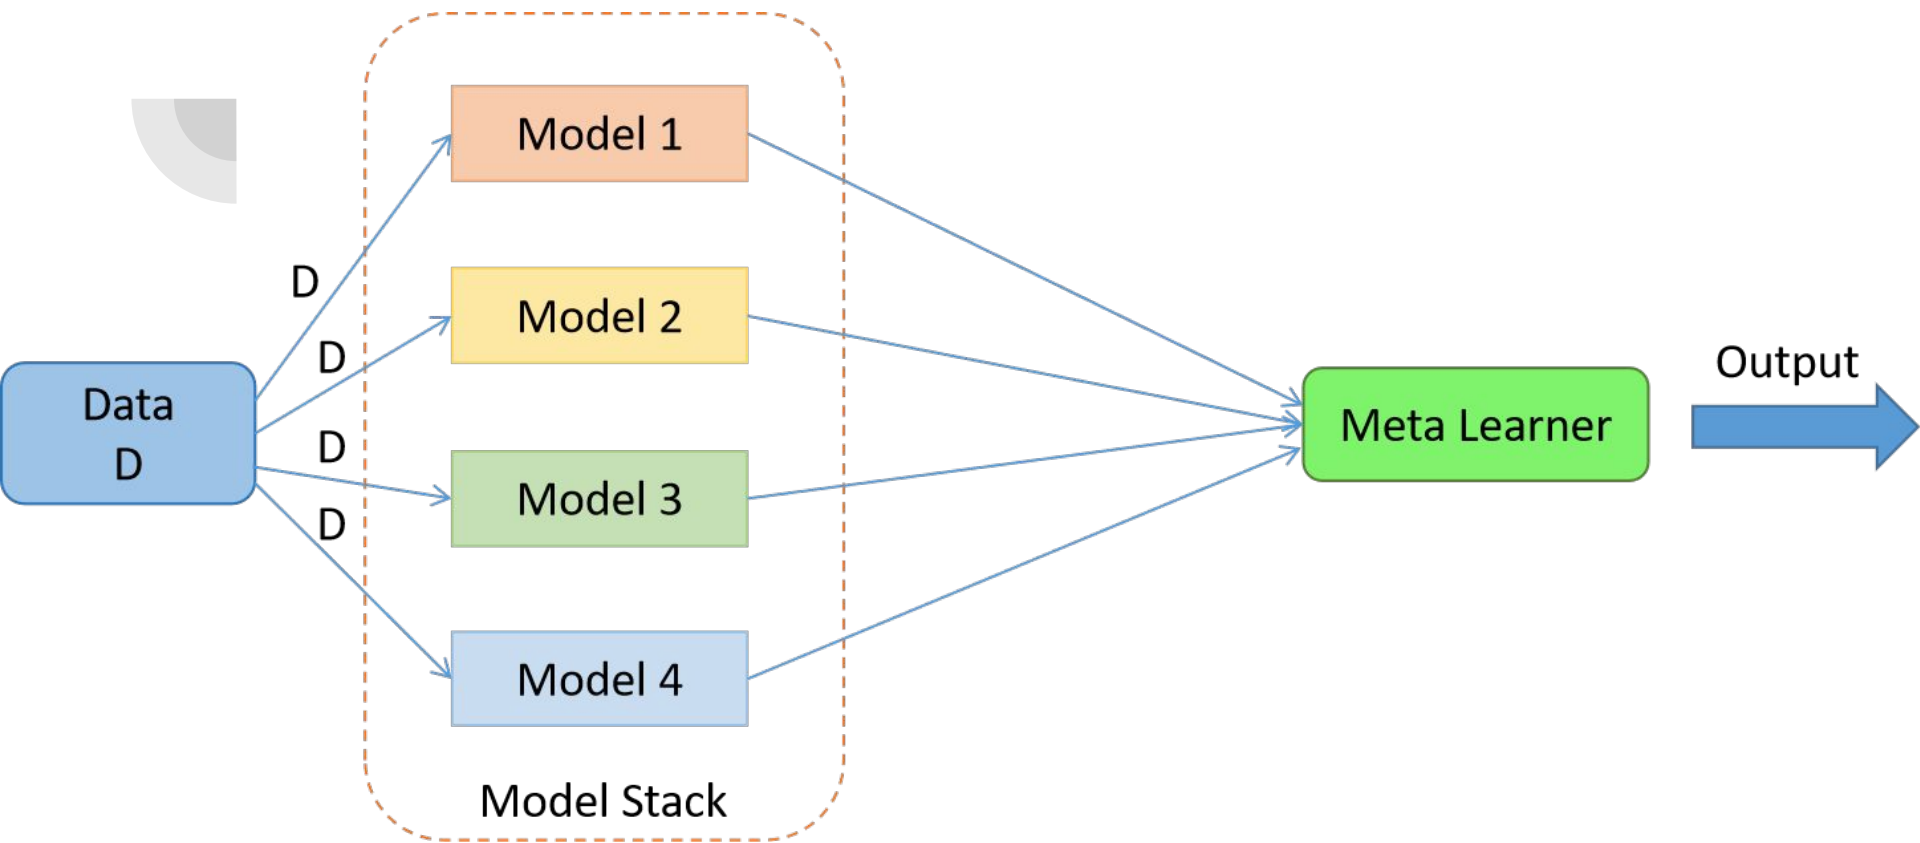 Data
D
D
D
D
D
Model 1
Model 2
Model 3
Model 4
Model Stack
Meta Learner
Output